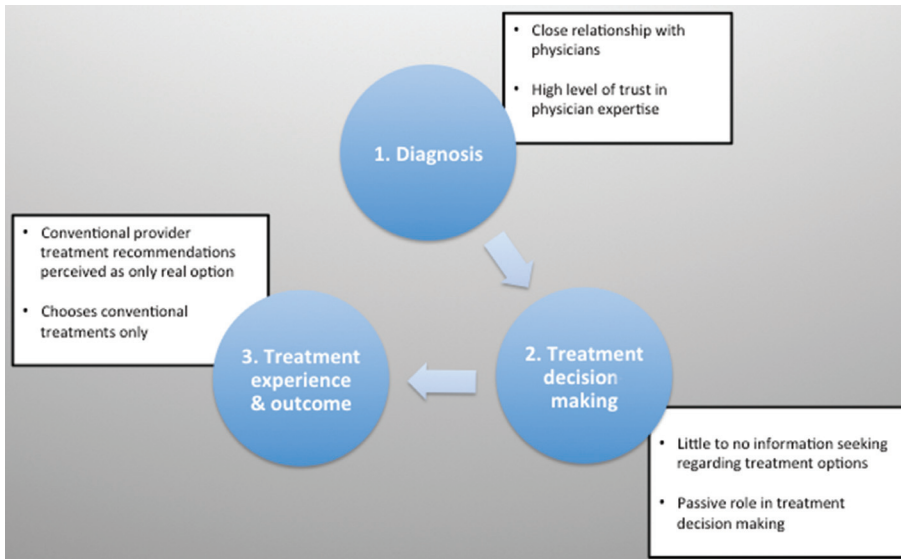 • Close relationship with
physicians
• High level of trust in
physician expertise
1. Diagnosis
• Conventional provider
treatment recommendations
perceived as only real option
• Chooses conventional
treatments only
3. Treatment
experience
& outcome
2. Treatment
decision
making
• Little to no information seeking
regarding treatment options
• Passive role in treatment
decision making